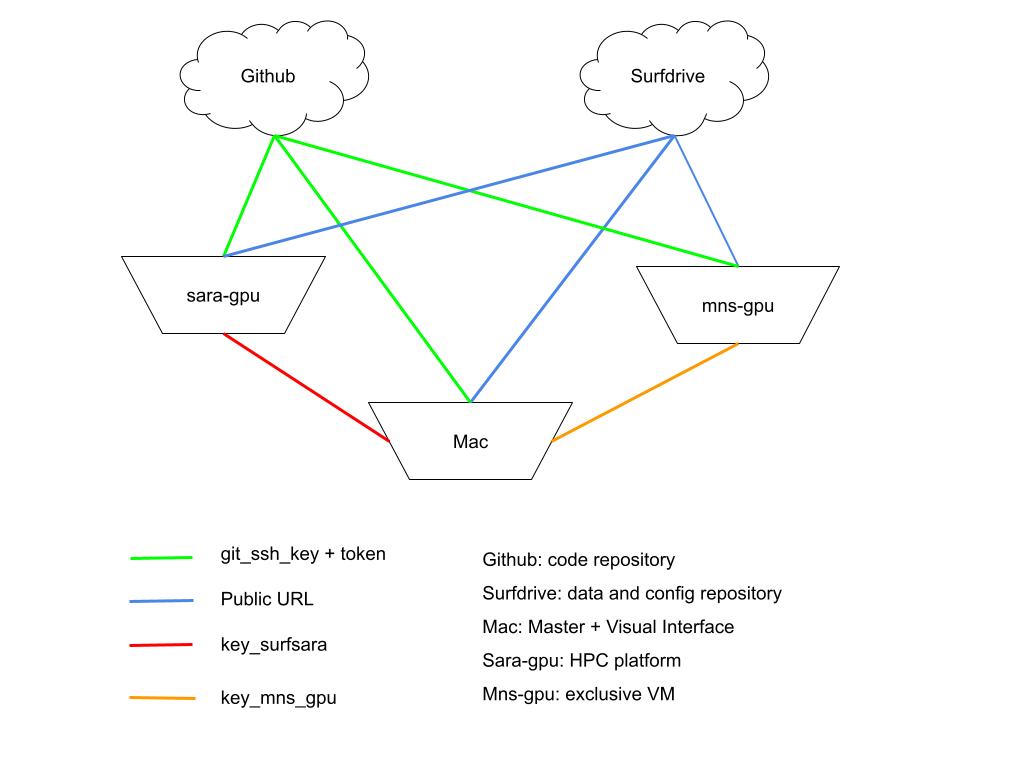 Github
Surfdrive
sara-gpu
mns-gpu
Mac
git_ssh_key + token
Public URL
key_surfsara
key_mns_gpu
Github: code repository
Surfdrive: data and config repository
Mac: Master + Visual Interface
Sara-gpu: HPC platform
Mns-gpu: exclusive VM